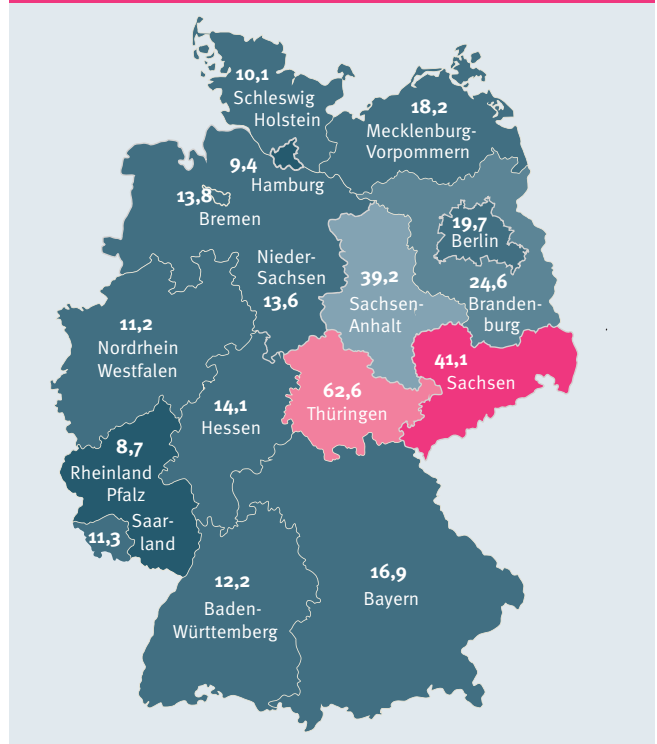 10,1
Schleswig
Holstein
18,2
Mecklenburg-
Vorpommern
9,4
Hamburg
13,8
Bremen
19,7
Berlin
Nieder-
Sachsen
13,6
39,2
Sachsen-
Anhalt
24,6
Branden-
burg
11,2
Nordrhein
Westfalen
41,1
Sachsen
62,6
Thüringen
14,1
Hessen
8,7
Rheinland
Pfalz
Saar-
land
11,3
12,2
Baden-
Württemberg
16,9
Bayern